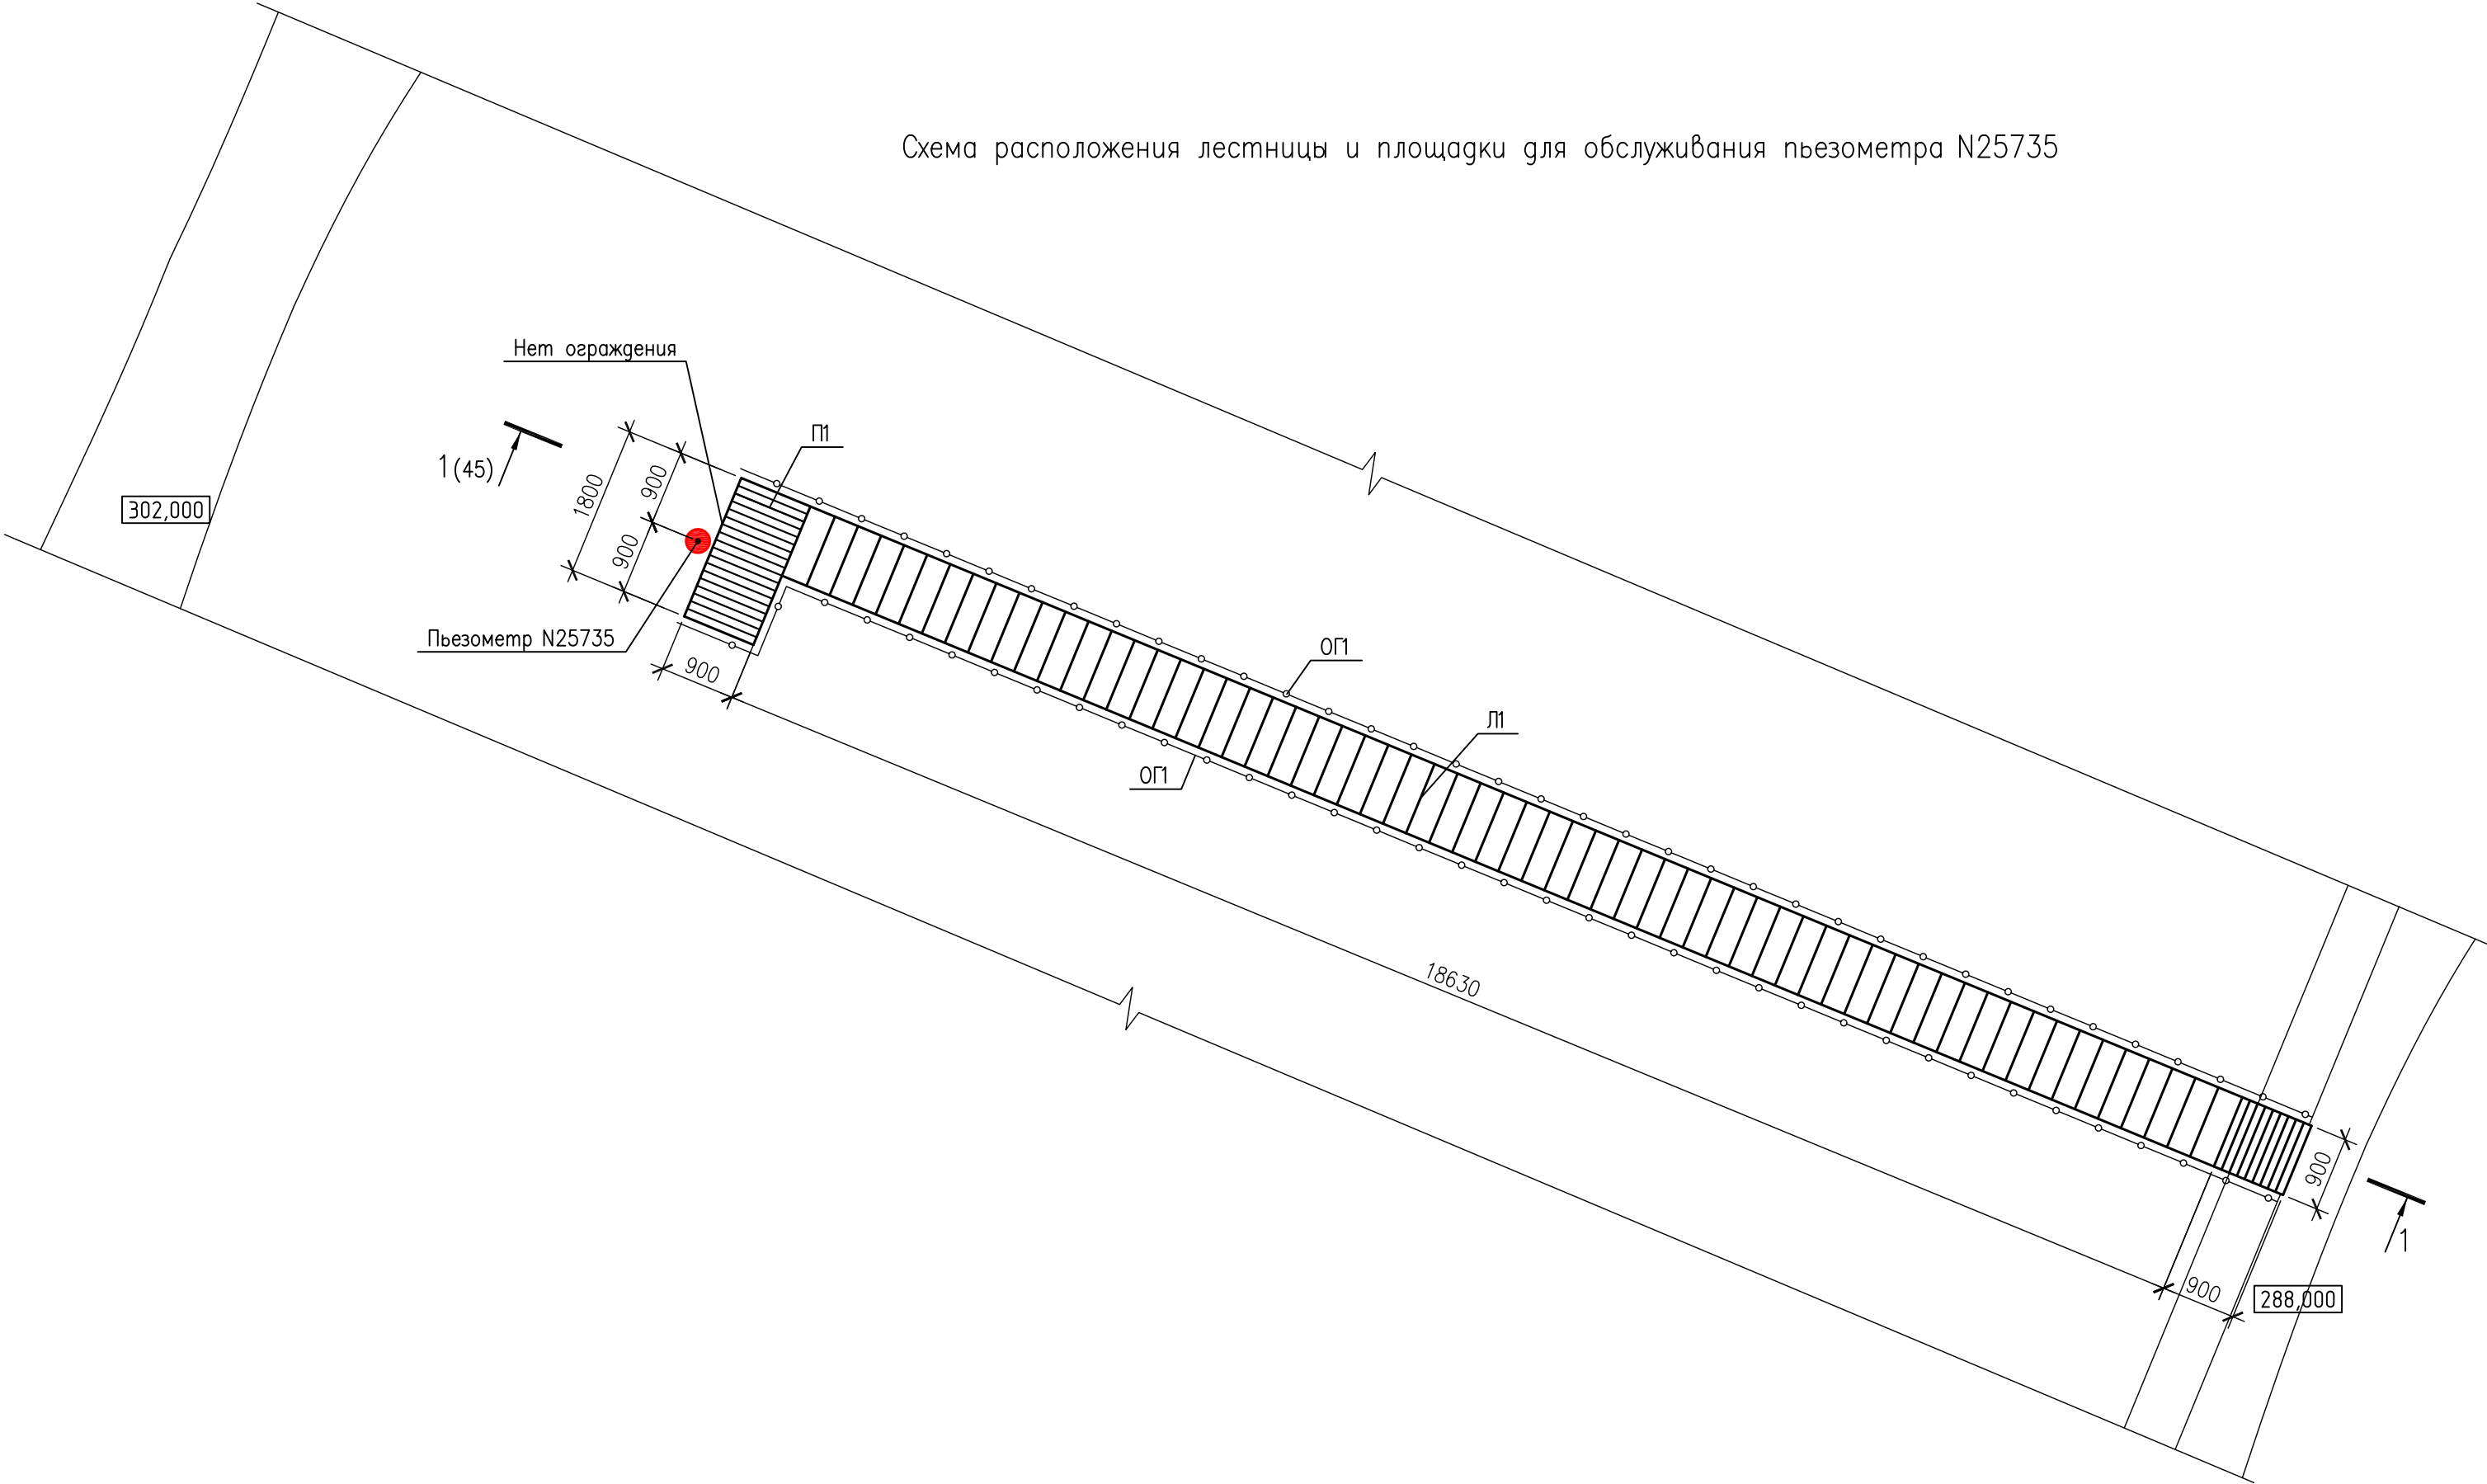 Схема расположения лестницы и площадки для обслуживания пьезометра N25735
Нет ограждения
П1
1(45)
900
1800
302,000
900
Пьезометр N25735
ОГ1
900
Л1
ОГ1
18630
900
1
900
288,000